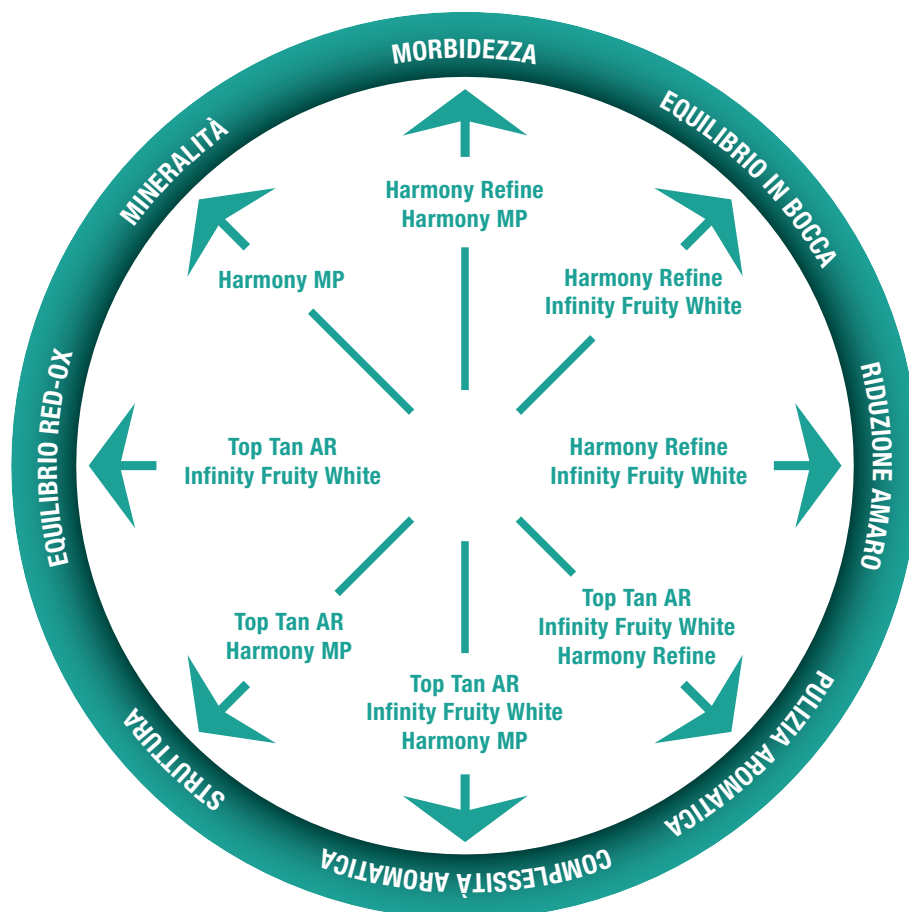 MORBIDEZZA
Harmony Refine
Harmony MP
EQUILIBRIO IN BOCCA
Harmony Refine
Infinity Fruity White
RIDUZIONE AMARO
Harmony Refine
Infinity Fruity White
PULIZIA AROMATICA
Top Tan AR
Infinity Fruity White
Harmony Refine
COMPLESSITÀ AROMATICA
Top Tan AR
Infinity Fruity White
Harmony MP
STRUTTURA
Top Tan AR
Harmony MP
EQUILIBRIO RED-OX
Top Tan AR
Infinity Fruity White
MINERALITÀ
Harmony MP